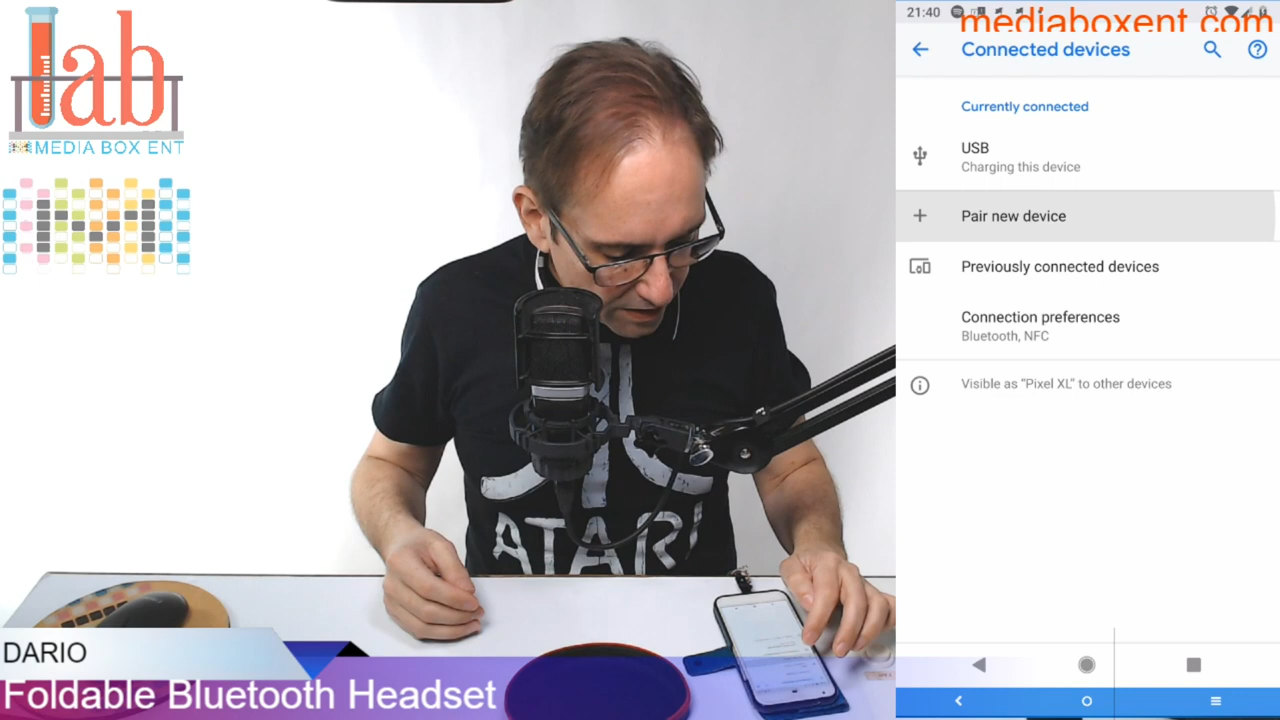 lab
MEDIA BOX ENT
ATARI
DARIO
Foldable Bluetooth Headset
21:40
mediaboxent com
Connected devices
Currently connected
USB
Charging this device
Pair new device
Previously connected devices
Connection preferences
Bluetooth, NFC
Visible as “Pixel XL” to other devices